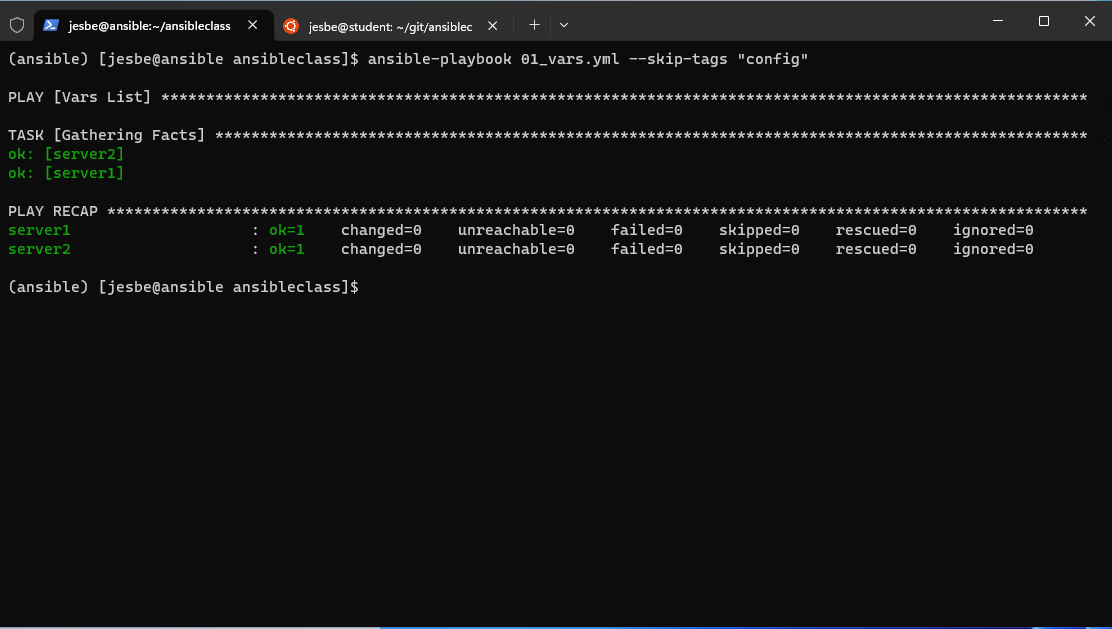 jesbe@ansible:~/ansibleclass
jesbe@student: ~/git/ansiblec
(ansible) [jesbe@ansible ansibleclass]$ ansible-playbook 01_vars.yml --skip-tags "config"
PLAY [Vars List] *******************************************************************************************************
TASK [Gathering Facts] *************************************************************************************************
ok: [server2]
ok: [server1]
PLAY RECAP *************************************************************************************************************
server1                    : ok=1    changed=0    unreachable=0    failed=0    skipped=0    rescued=0    ignored=0
server2                    : ok=1    changed=0    unreachable=0    failed=0    skipped=0    rescued=0    ignored=0
(ansible) [jesbe@ansible ansibleclass]$